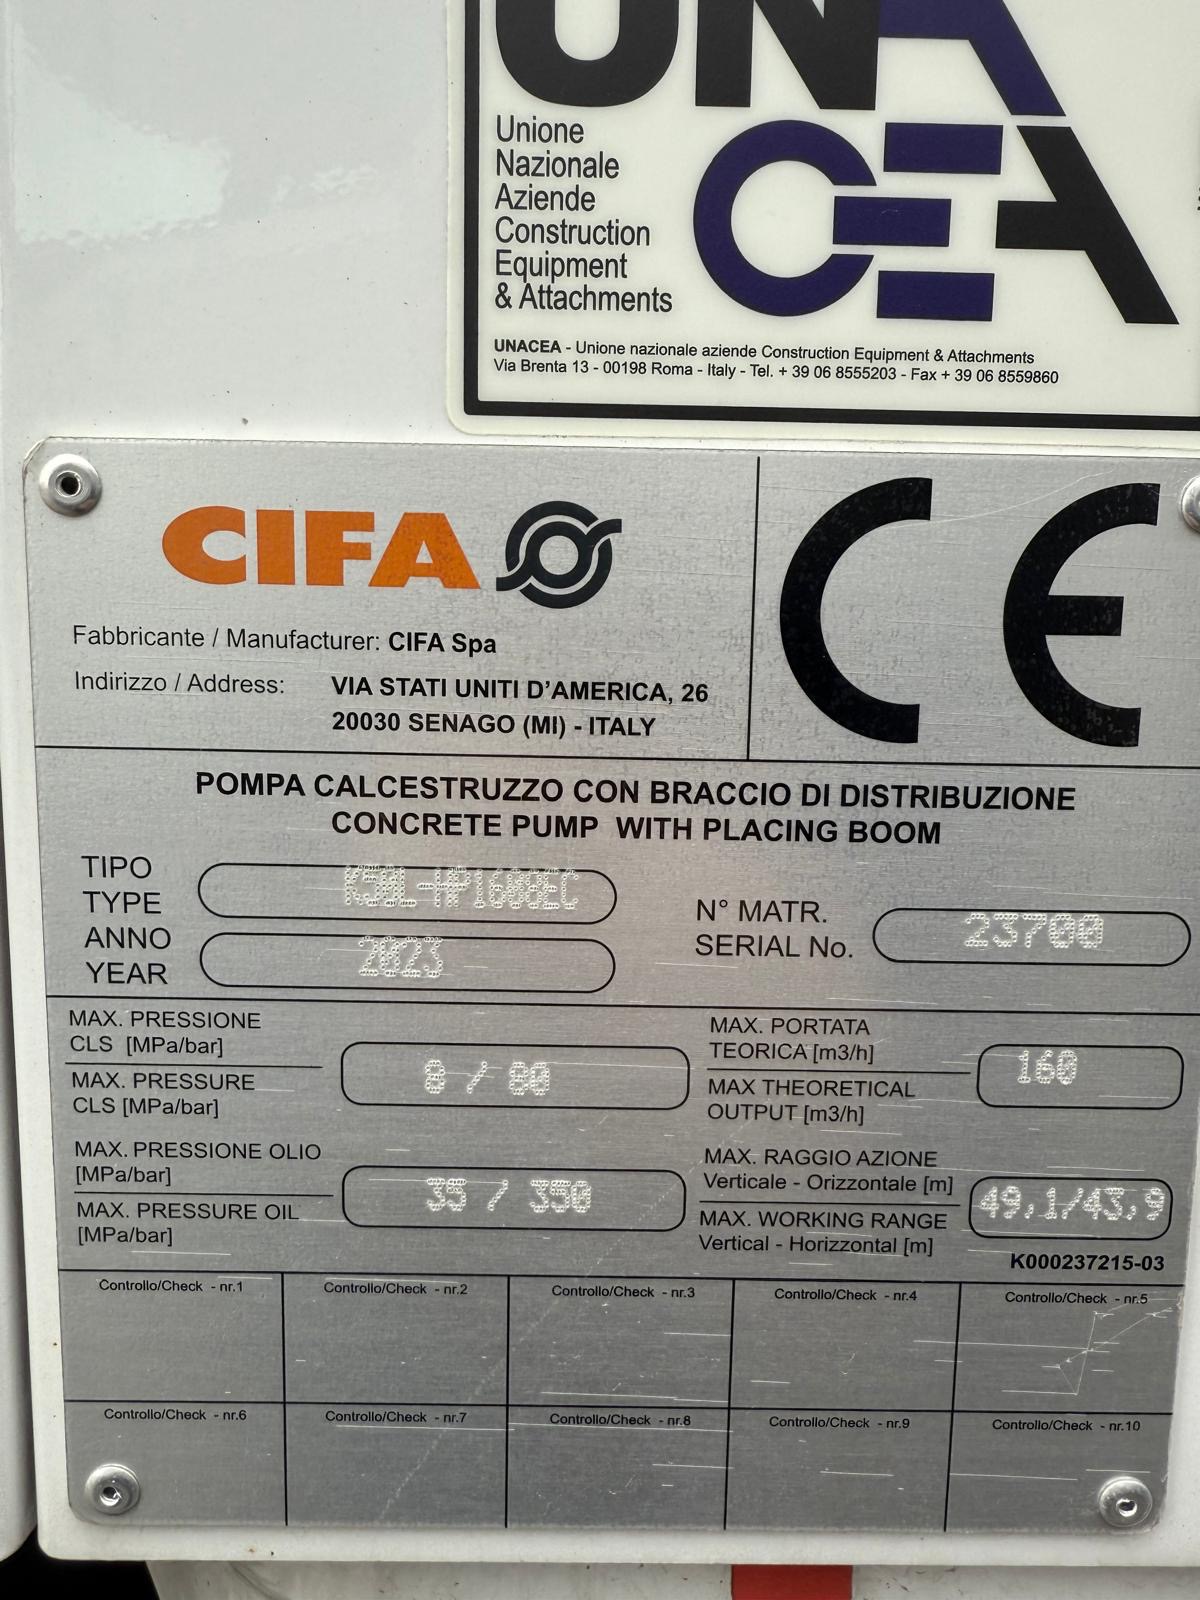 UNA
CEA
Unione
Nazionale
Aziende
Construction
Equipment
& Attachments
UNACEA - Unione nazionale aziende Construction Equipment & Attachments
Via Brenta 13 - 00198 Roma - Italy - Tel. + 39 06 8555203 - Fax + 39 06 8559860
CIFA
CE
Fabbricante / Manufacturer: CIFA Spa
Indirizzo / Address: VIA STATI UNITI D'AMERICA, 26
20030 SENAGO (MI) - ITALY
POMPA CALCESTRUZZO CON BRACCIO DI DISTRIBUZIONE
CONCRETE PUMP WITH PLACING BOOM
TIPO
TYPE
K50L-HP1608EC
ANNO
YEAR
2023
N° MATR.
SERIAL No.
23700
MAX. PRESSIONE
CLS [MPa/bar]
MAX. PRESSURE
CLS [MPa/bar]
8 / 80
MAX. PORTATA
TEORICA [m3/h]
MAX THEORETICAL
OUTPUT [m3/h]
160
MAX. PRESSIONE OLIO
[MPa/bar]
MAX. PRESSURE OIL
[MPa/bar]
35 / 350
MAX. RAGGIO AZIONE
Verticale - Orizzontale [m]
MAX. WORKING RANGE
Vertical - Horizzontal [m]
49,1/43,9
K000237215-03
Controllo/Check - nr.1
Controllo/Check - nr.2
Controllo/Check - nr.3
Controllo/Check - nr.4
Controllo/Check - nr.5
Controllo/Check - nr.6
Controllo/Check - nr.7
Controllo/Check - nr.8
Controllo/Check - nr.9
Controllo/Check - nr.10